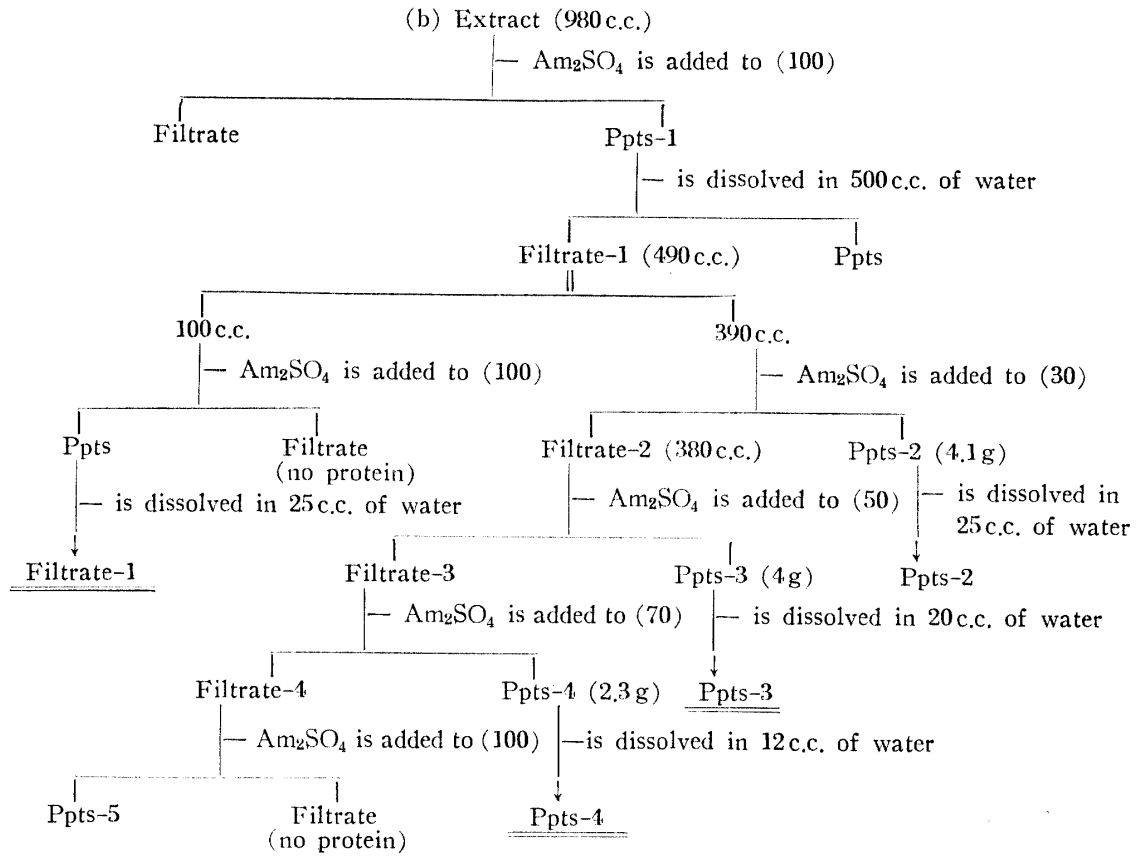 (b) Extract (980 c.c.)
— Am₂SO₄ is added to (100)
Filtrate
Ppts-1
— is dissolved in 500 c.c. of water
Filtrate-1 (490 c.c.)
Ppts
100 c.c.
390 c.c.
— Am₂SO₄ is added to (100)
— Am₂SO₄ is added to (30)
Ppts
Filtrate
(no protein)
Filtrate-2 (380 c.c.)
Ppts-2 (4.1 g)
— is dissolved in 25 c.c. of water
— Am₂SO₄ is added to (50)
— is dissolved in
25 c.c. of water
Filtrate-1
Filtrate-3
Ppts-3 (4 g)
Ppts-2
— Am₂SO₄ is added to (70)
— is dissolved in 20 c.c. of water
Filtrate-4
Ppts-4 (2.3 g)
Ppts-3
— Am₂SO₄ is added to (100)
— is dissolved in 12 c.c. of water
Ppts-5
Filtrate
(no protein)
Ppts-4